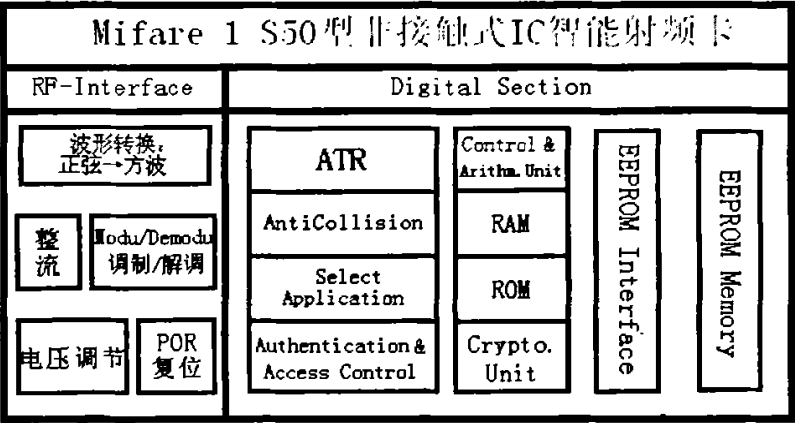 Mifare 1 S50型非接触式IC智能射频卡
RF-Interface
Digital Section
波形转换:
正弦→方波
整
流
Modu/Demodu
调制/解调
电压调节
POR
复位
ATR
AntiCollision
Select
Application
Authentication&
Access Control
Control &
Arithm.Unit
RAM
ROM
Crypto.
Unit
EEPROM Interface
EEPROM Memory